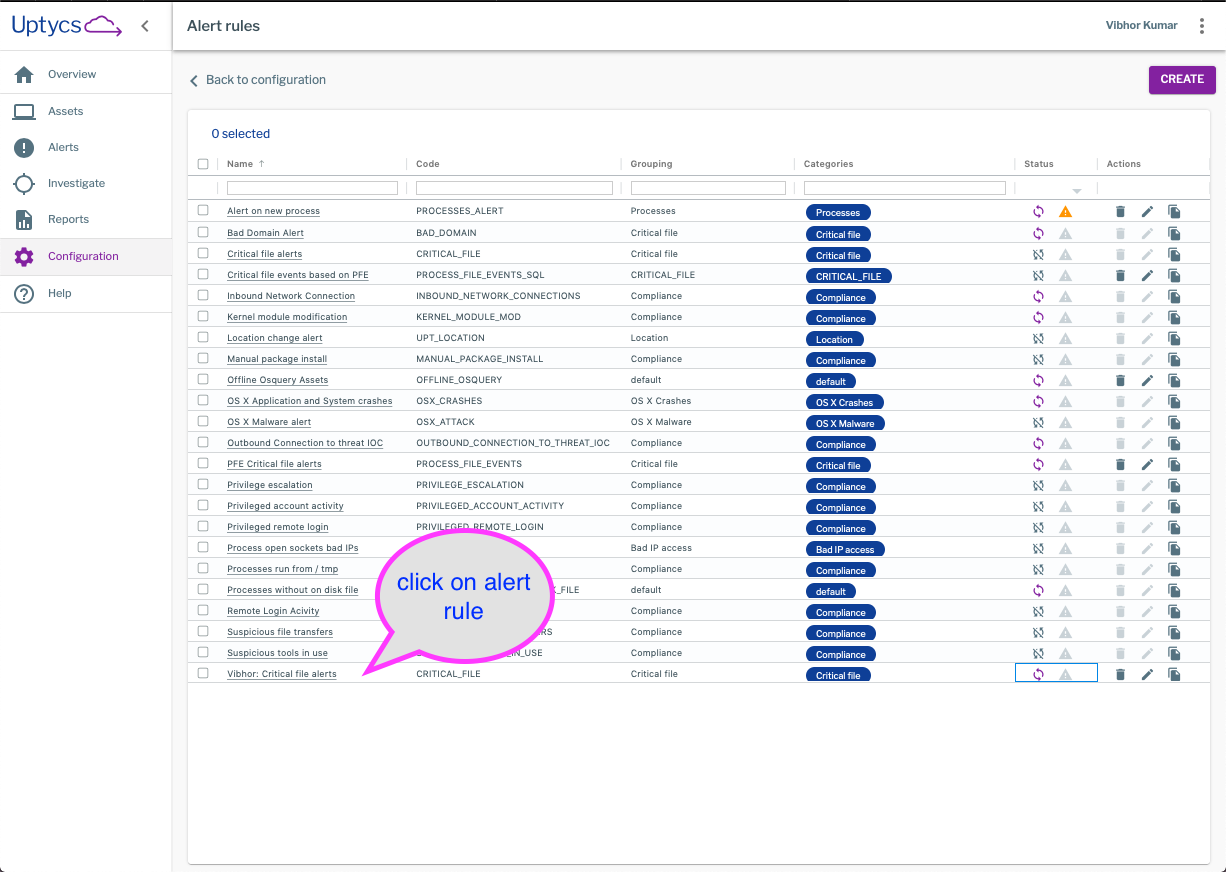 Uptycs
Alert rules
Vibhor Kumar
Overview
Assets
Alerts
Investigate
Reports
Configuration
Help
Back to configuration
CREATE
0 selected
Name Code Grouping Categories Status Actions
Alert on new process PROCESSES_ALERT Processes Processes
Bad Domain Alert BAD_DOMAIN Critical file Critical file
Critical file alerts CRITICAL_FILE Critical file Critical file
Critical file events based on PFE PROCESS_FILE_EVENTS_SQL CRITICAL_FILE CRITICAL_FILE
Inbound Network Connection INBOUND_NETWORK_CONNECTIONS Compliance Compliance
Kernel module modification KERNEL_MODULE_MOD Compliance Compliance
Location change alert UPT_LOCATION Location Location
Manual package install MANUAL_PACKAGE_INSTALL Compliance Compliance
Offline Osquery Assets OFFLINE_OSQUERY default default
OS X Application and System crashes OSX_CRASHES OS X Crashes OS X Crashes
OS X Malware alert OSX_ATTACK OS X Malware OS X Malware
Outbound Connection to threat IOC OUTBOUND_CONNECTION_TO_THREAT_IOC Compliance Compliance
PFE Critical file alerts PROCESS_FILE_EVENTS Critical file Critical file
Privilege escalation PRIVILEGE_ESCALATION Compliance Compliance
Privileged account activity PRIVILEGED_ACCOUNT_ACTIVITY Compliance Compliance
Privileged remote login PRIVILEGED_REMOTE_LOGIN Compliance Compliance
Process open sockets bad IPs Bad IP access Bad IP access
Processes run from / tmp Compliance Compliance
Processes without on disk file _FILE default default
Remote Login Acivity Compliance Compliance
Suspicious file transfers RS Compliance Compliance
Suspicious tools in use IN_USE Compliance Compliance
Vibhor: Critical file alerts CRITICAL_FILE Critical file Critical file
click on alert
rule